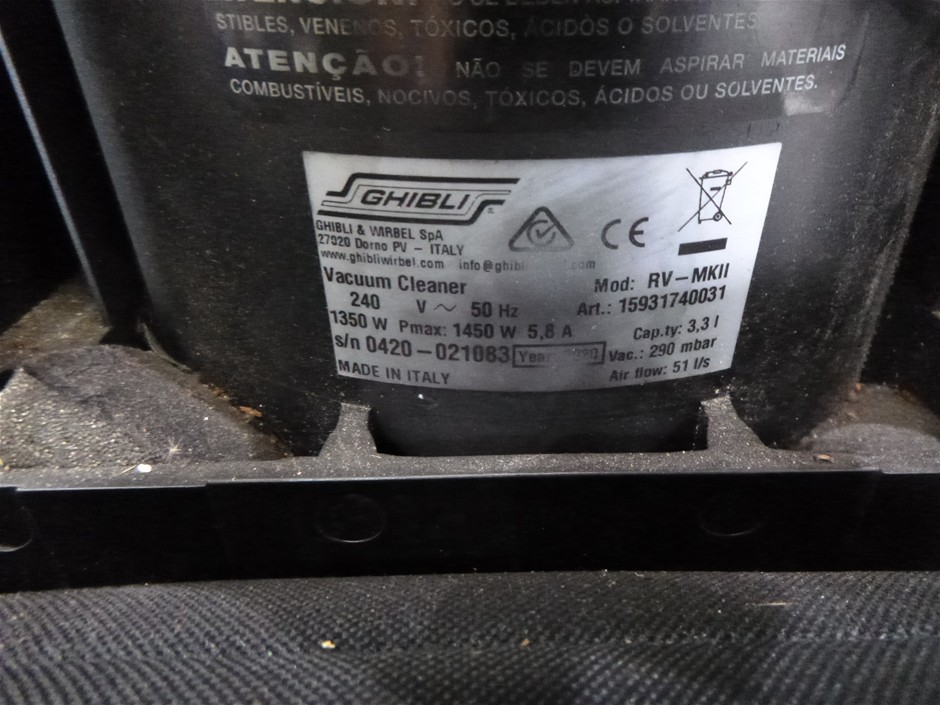 STIBLES, VENENOS, TÓXICOS, ÁCIDOS O SOLVENTES.
ATENÇÃO! NÃO SE DEVEM ASPIRAR MATERIAIS
COMBUSTÍVEIS, NOCIVOS, TÓXICOS, ÁCIDOS OU SOLVENTES.
GHIBLI
GHIBLI & WIRBEL SpA
27020 Dorno PV - ITALY
www.ghibliwirbel.com
CE
Vacuum Cleaner
240 V ~ 50 Hz
1350 W Pmax: 1450 W 5,8 A
s/n 0420-021083 Year
MADE IN ITALY
Mod: RV-MKII
Art.: 15931740031
Cap.ty: 3,3 l
Vac.: 290 mbar
Air flow: 51 l/s